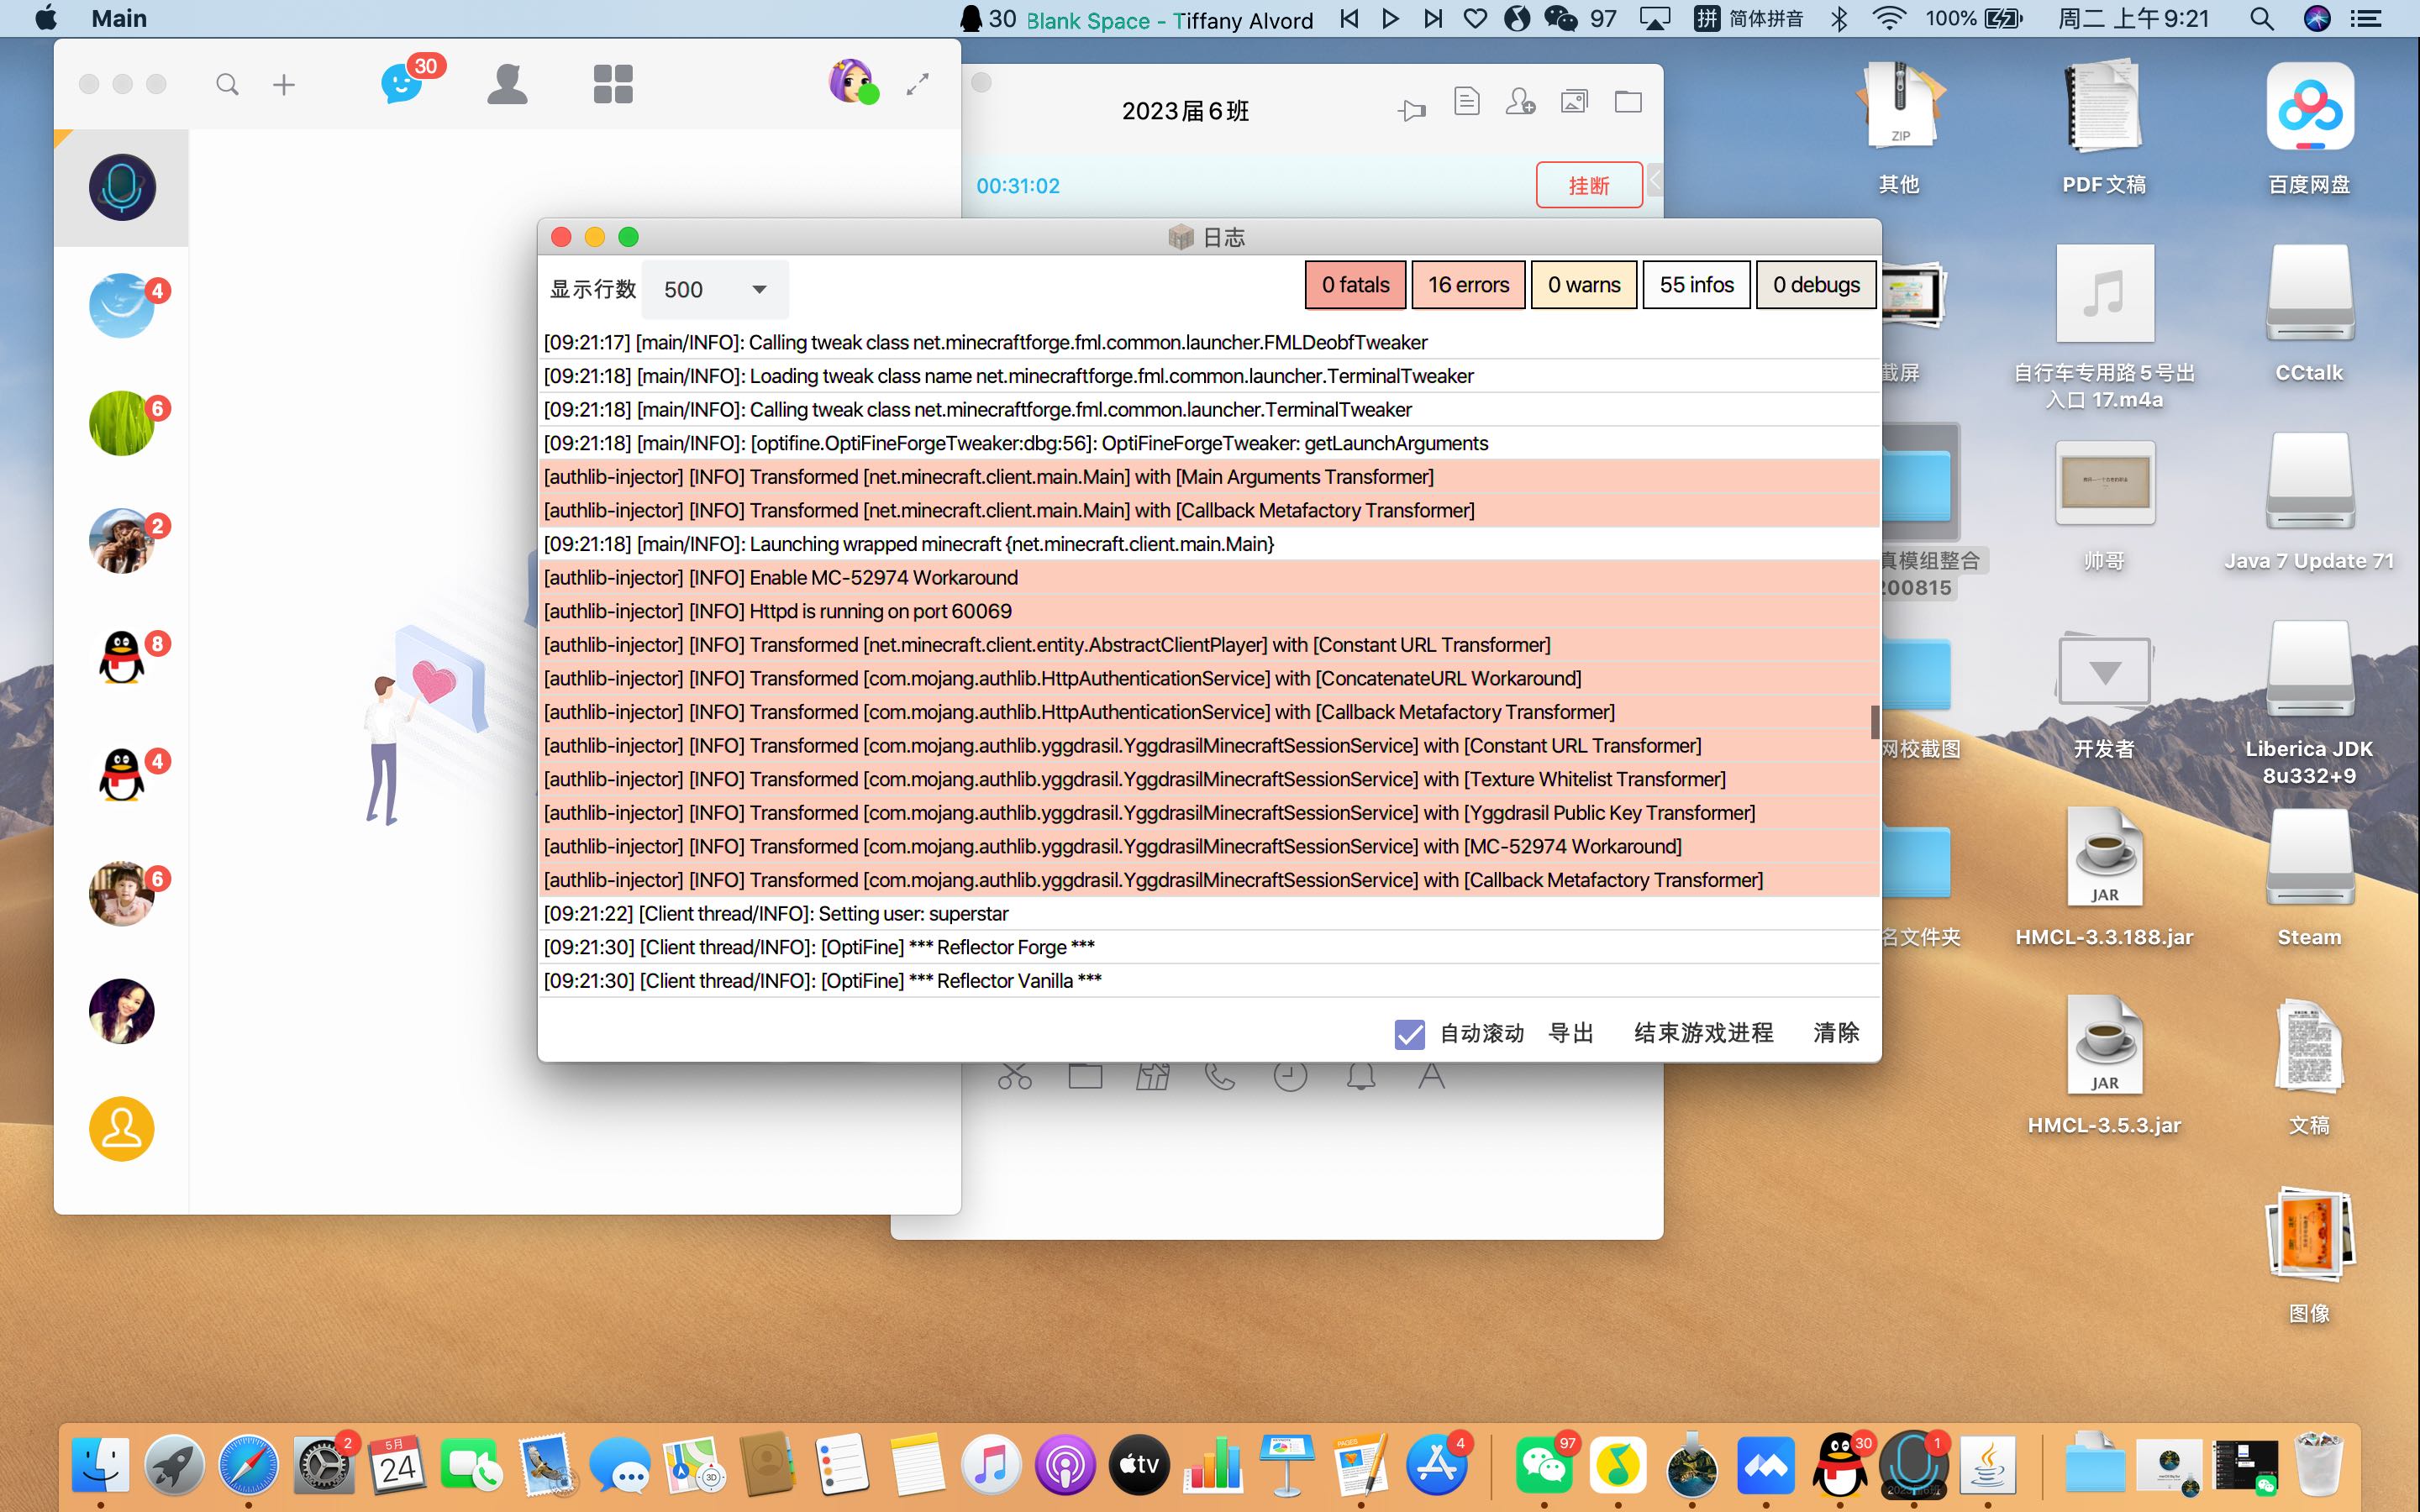 Main
30 Blank Space - Tiffany Alvord
97
拼 简体拼音
100%
周二 上午9:21
30
2023届6班
00:31:02
挂断
4
6
2
8
4
6
日志
显示行数 500
0 fatals
16 errors
0 warns
55 infos
0 debugs
[09:21:17] [main/INFO]: Calling tweak class net.minecraftforge.fml.common.launcher.FMLDeobfTweaker
[09:21:18] [main/INFO]: Loading tweak class name net.minecraftforge.fml.common.launcher.TerminalTweaker
[09:21:18] [main/INFO]: Calling tweak class net.minecraftforge.fml.common.launcher.TerminalTweaker
[09:21:18] [main/INFO]: [optifine.OptiFineForgeTweaker:dbg:56]: OptiFineForgeTweaker: getLaunchArguments
[authlib-injector] [INFO] Transformed [net.minecraft.client.main.Main] with [Main Arguments Transformer]
[authlib-injector] [INFO] Transformed [net.minecraft.client.main.Main] with [Callback Metafactory Transformer]
[09:21:18] [main/INFO]: Launching wrapped minecraft {net.minecraft.client.main.Main}
[authlib-injector] [INFO] Enable MC-52974 Workaround
[authlib-injector] [INFO] Httpd is running on port 60069
[authlib-injector] [INFO] Transformed [net.minecraft.client.entity.AbstractClientPlayer] with [Constant URL Transformer]
[authlib-injector] [INFO] Transformed [com.mojang.authlib.HttpAuthenticationService] with [ConcatenateURL Workaround]
[authlib-injector] [INFO] Transformed [com.mojang.authlib.HttpAuthenticationService] with [Callback Metafactory Transformer]
[authlib-injector] [INFO] Transformed [com.mojang.authlib.yggdrasil.YggdrasilMinecraftSessionService] with [Constant URL Transformer]
[authlib-injector] [INFO] Transformed [com.mojang.authlib.yggdrasil.YggdrasilMinecraftSessionService] with [Texture Whitelist Transformer]
[authlib-injector] [INFO] Transformed [com.mojang.authlib.yggdrasil.YggdrasilMinecraftSessionService] with [Yggdrasil Public Key Transformer]
[authlib-injector] [INFO] Transformed [com.mojang.authlib.yggdrasil.YggdrasilMinecraftSessionService] with [MC-52974 Workaround]
[authlib-injector] [INFO] Transformed [com.mojang.authlib.yggdrasil.YggdrasilMinecraftSessionService] with [Callback Metafactory Transformer]
[09:21:22] [Client thread/INFO]: Setting user: superstar
[09:21:30] [Client thread/INFO]: [OptiFine] *** Reflector Forge ***
[09:21:30] [Client thread/INFO]: [OptiFine] *** Reflector Vanilla ***
自动滚动
导出
结束游戏进程
清除
ZIP
其他
PDF文稿
百度网盘
截屏
自行车专用路5号出
入口 17.m4a
CCtalk
真模组整合
200815
帅哥
Java 7 Update 71
网校截图
开发者
Liberica JDK
8u332+9
名文件夹
JAR
HMCL-3.3.188.jar
Steam
JAR
HMCL-3.5.3.jar
文稿
图像
2
5月
24
3D
tv
PAGES
4
97
30
1